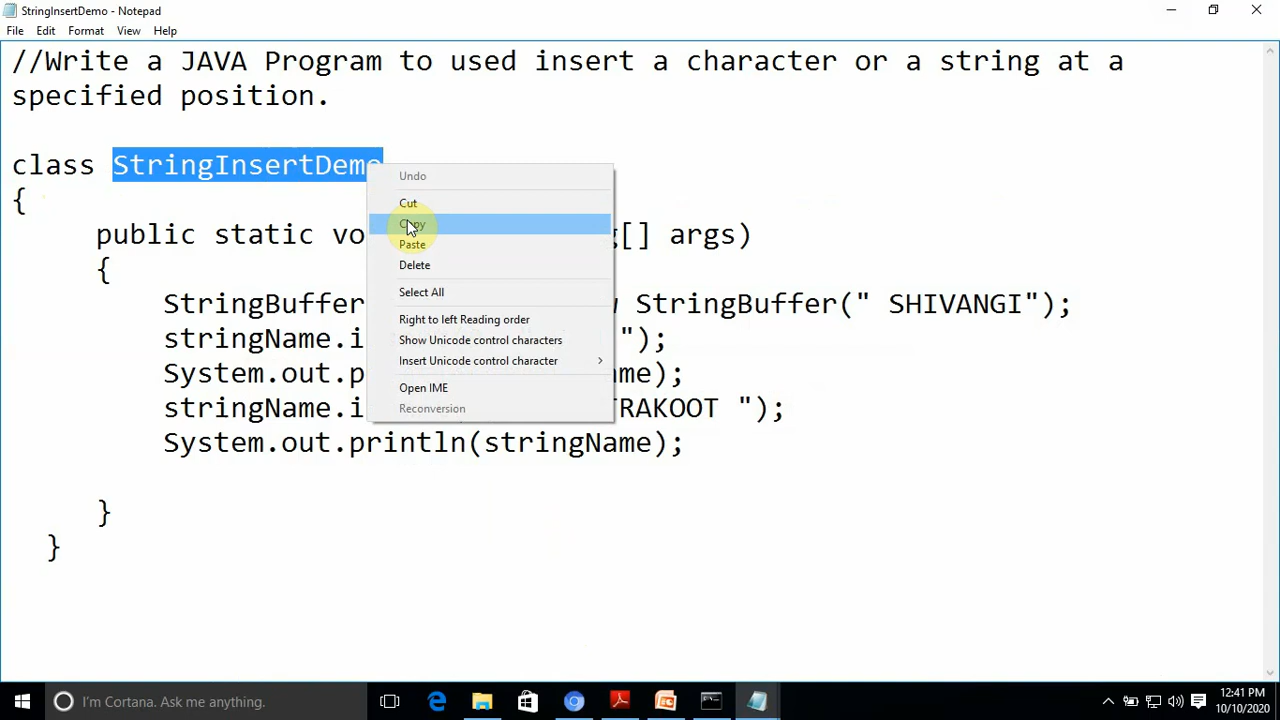 StringInsertDemo - Notepad
File Edit Format View Help
//Write a JAVA Program to used insert a character or a string at a
specified position.
class StringInsertDemo
Undo
{
Cut
Copy
public static vo g[] args)
Paste
{
Delete
Select All
StringBuffer w StringBuffer(" SHIVANGI");
Right to left Reading order
stringName.i ");
Show Unicode control characters
Insert Unicode control character
System.out.p me);
Open IME
stringName.i TRAKOOT ");
Reconversion
System.out.println(stringName);
}
}
I'm Cortana. Ask me anything.
12:41 PM
10/10/2020